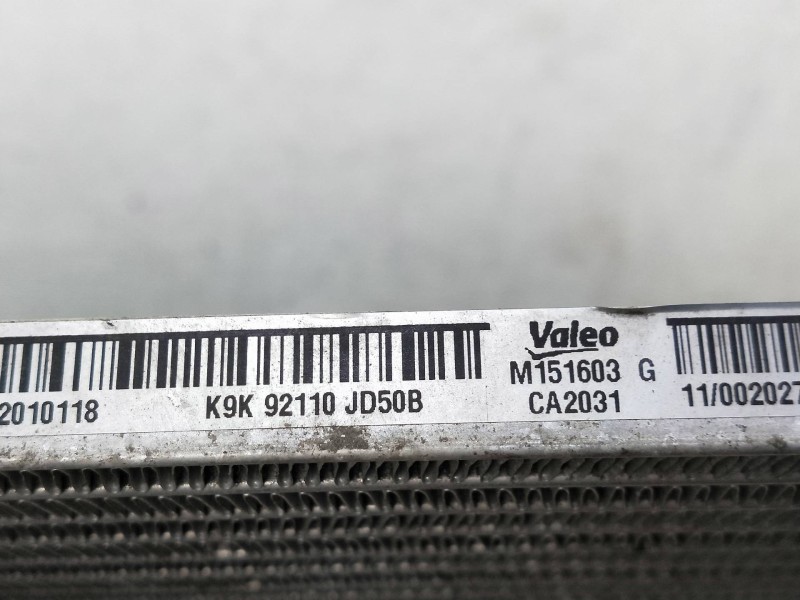 2010118
K9K 92110 JD50B
Valeo
M151603 G
CA2031
11/002027